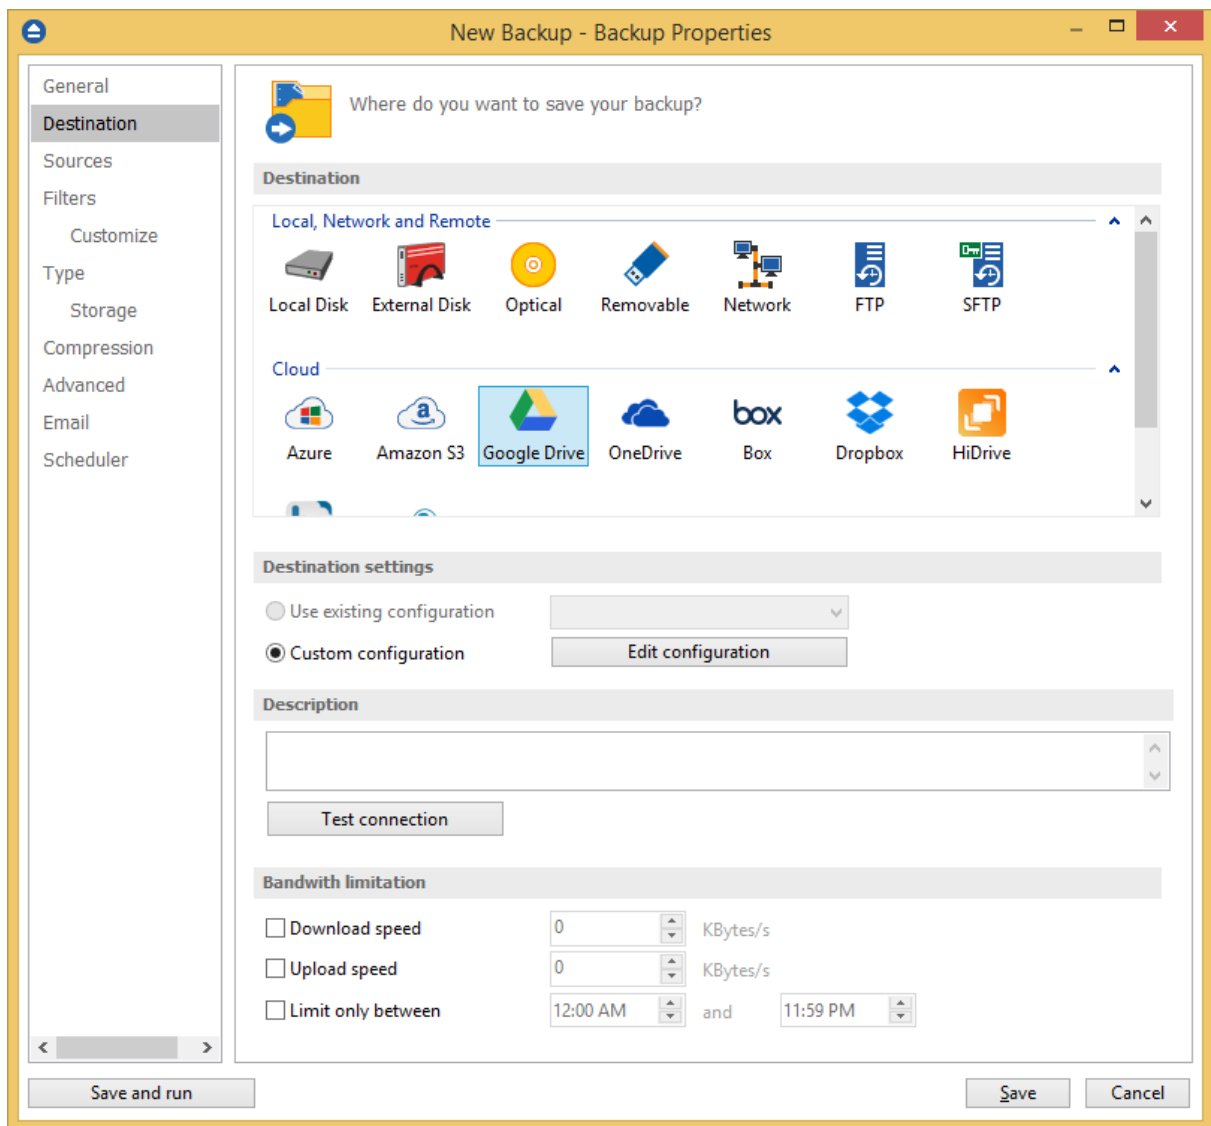 New Backup - Backup Properties
General
Destination
Sources
Filters
Customize
Type
Storage
Compression
Advanced
Email
Scheduler
Where do you want to save your backup?
Destination
Local, Network and Remote
Local Disk External Disk Optical Removable Network FTP SFTP
Cloud
a
box
Azure Amazon S3 Google Drive OneDrive Box Dropbox HiDrive
Destination settings
Use existing configuration
Custom configuration Edit configuration
Description
Test connection
Bandwith limitation
Download speed 0 KBytes/s
Upload speed 0 KBytes/s
Limit only between 12:00 AM and 11:59 PM
Save and run Save Cancel